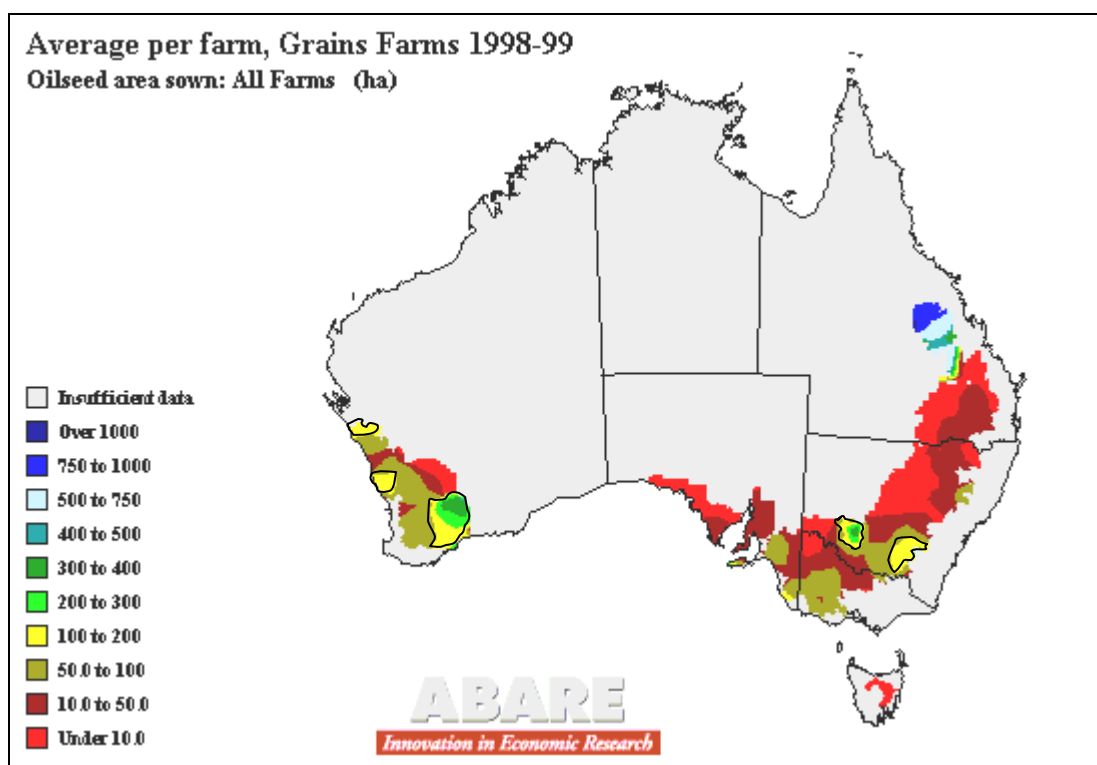 Average per farm, Grains Farms 1998-99
Oilseed area sown: All Farms (ha)
Insufficient data
Over 1000
750 to 1000
500 to 750
400 to 500
300 to 400
200 to 300
100 to 200
50.0 to 100
10.0 to 50.0
Under 10.0
ABARE
Innovation in Economic Research